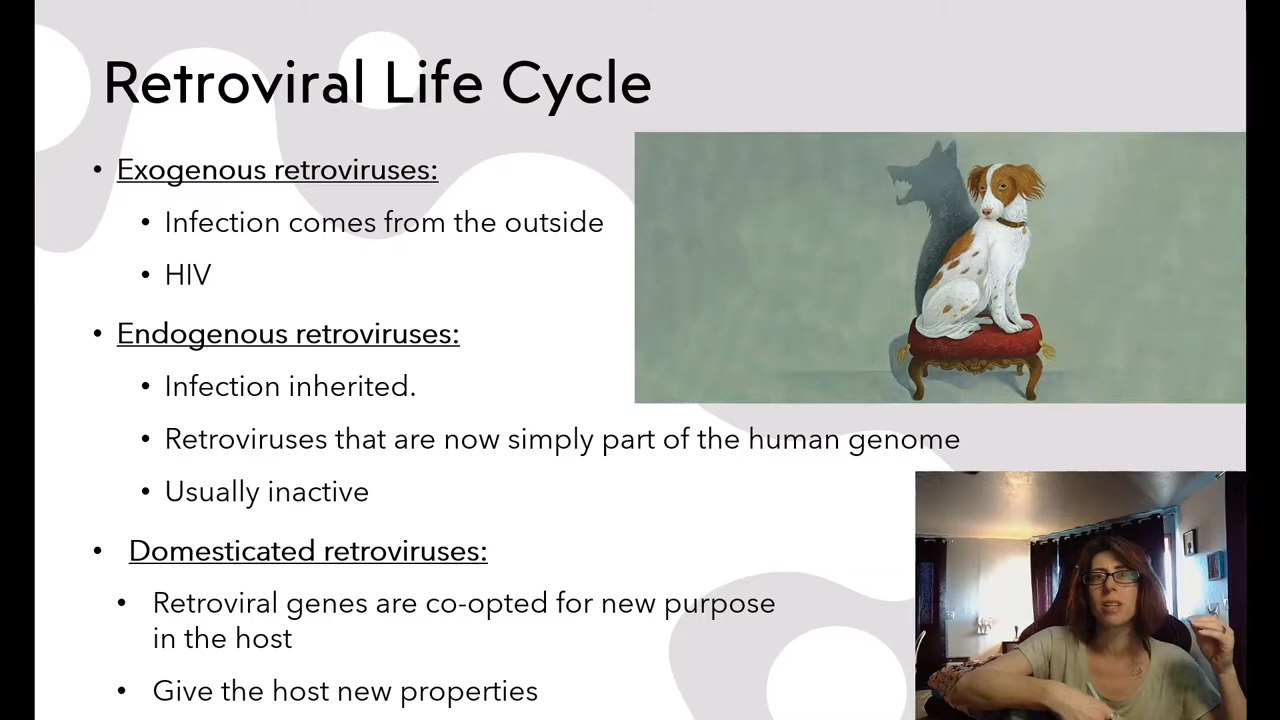 Retroviral Life Cycle
• Exogenous retroviruses:
• Infection comes from the outside
• HIV
• Endogenous retroviruses:
• Infection inherited.
• Retroviruses that are now simply part of the human genome
• Usually inactive
• Domesticated retroviruses:
• Retroviral genes are co-opted for new purpose
in the host
• Give the host new properties